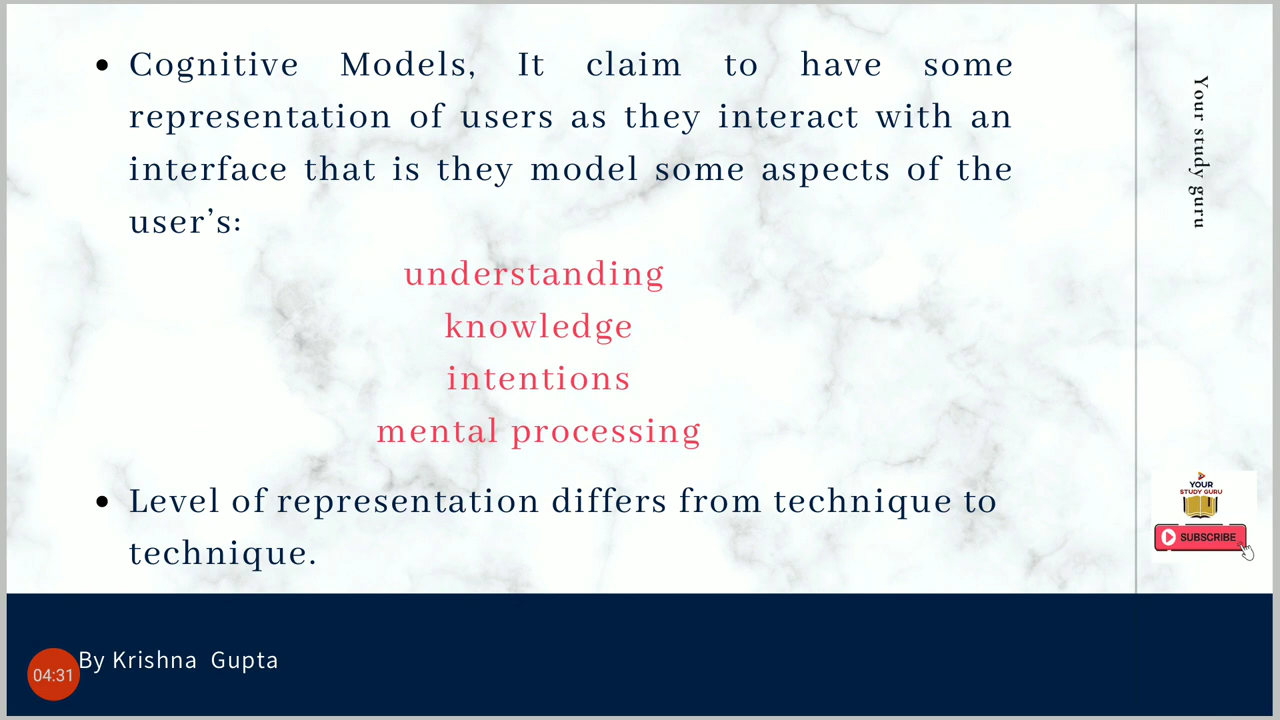 Cognitive Models, It claim to have some
representation of users as they interact with an
interface that is they model some aspects of the
user’s:
understanding
knowledge
intentions
mental processing
Level of representation differs from technique to
technique.
Your study guru
YOUR
STUDY GURU
SUBSCRIBE
By Krishna Gupta
04:31